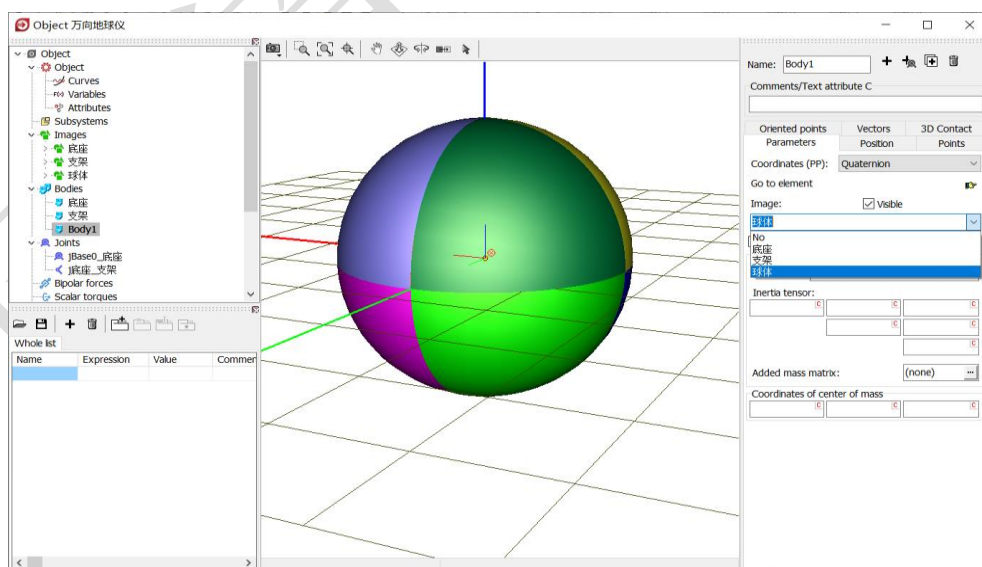 Object 万向地球仪
Object
Object
Curves
Variables
Attributes
Subsystems
Images
底座
支架
球体
Bodies
底座
支架
Body1
Joints
jBase0_底座
j底座_支架
Bipolar forces
Scalar torques
Whole list
Name Expression Value Commen
Name: Body1
Comments/Text attribute C
Oriented points Vectors 3D Contact
Parameters Position Points
Coordinates (PP): Quaternion
Go to element
Image: Visible
球体
No
底座
支架
球体
Inertia tensor:
C C C
C C
C
Added mass matrix: (none) ...
Coordinates of center of mass
C C C